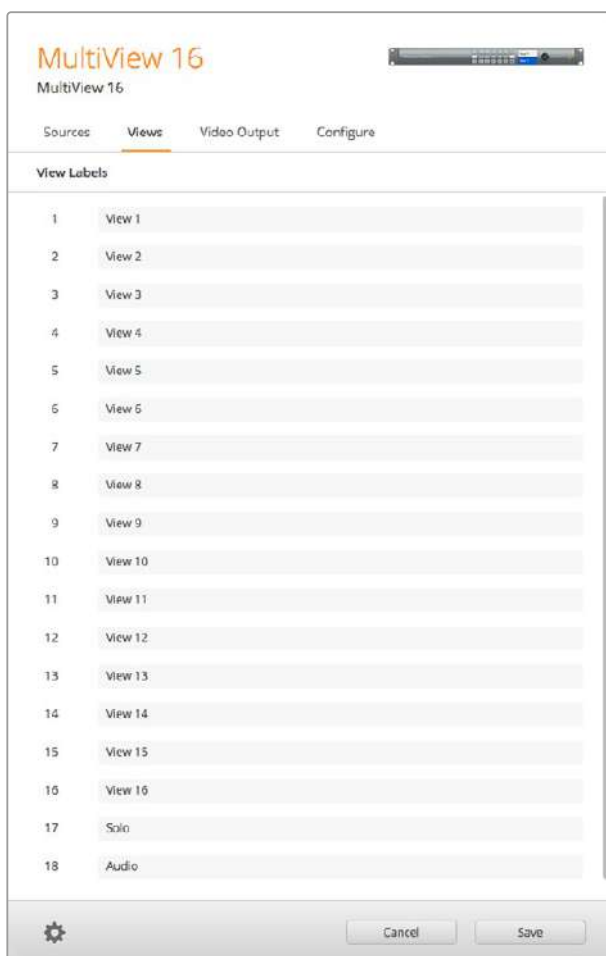 MultiView 16
MultiView 16
Sources Views Video Output Configure
View Labels
1 View 1
2 View 2
3 View 3
4 View 4
5 View 5
6 View 6
7 View 7
8 View 8
9 View 9
10 View 10
11 View 11
12 View 12
13 View 13
14 View 14
15 View 15
16 View 16
17 Solo
18 Audio
Cancel Save